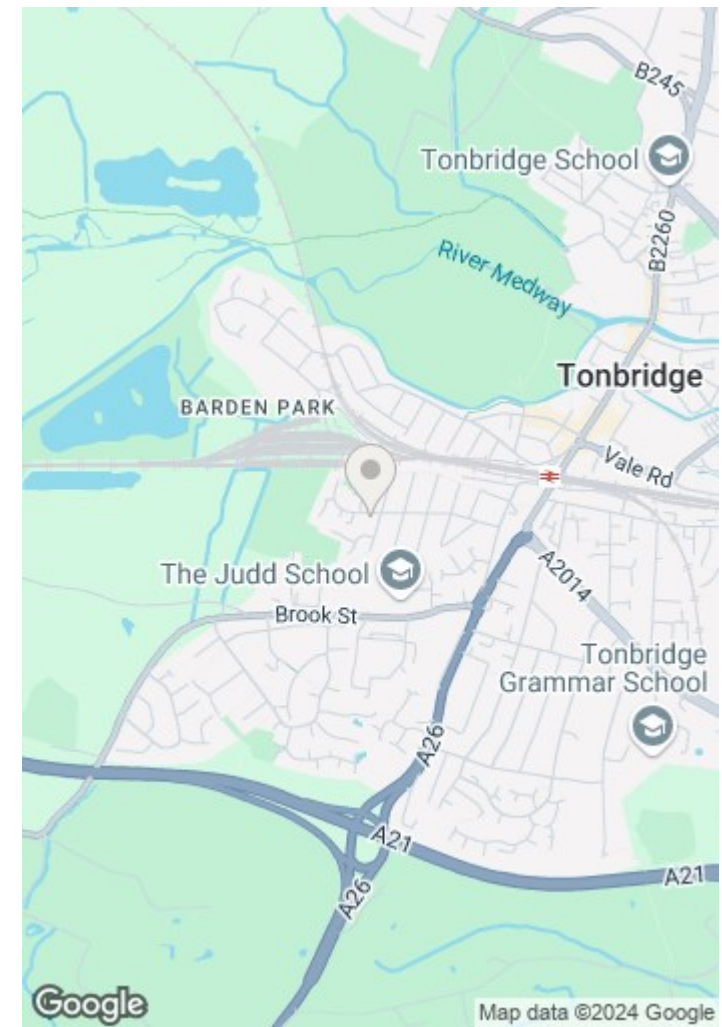 B245
Tonbridge School
B2260
River Medway
Tonbridge
BARDEN PARK
Vale Rd
The Judd School
A2014
Brook St
Tonbridge
Grammar School
A26
A21
A21
A26
Google
Map data ©2024 Google